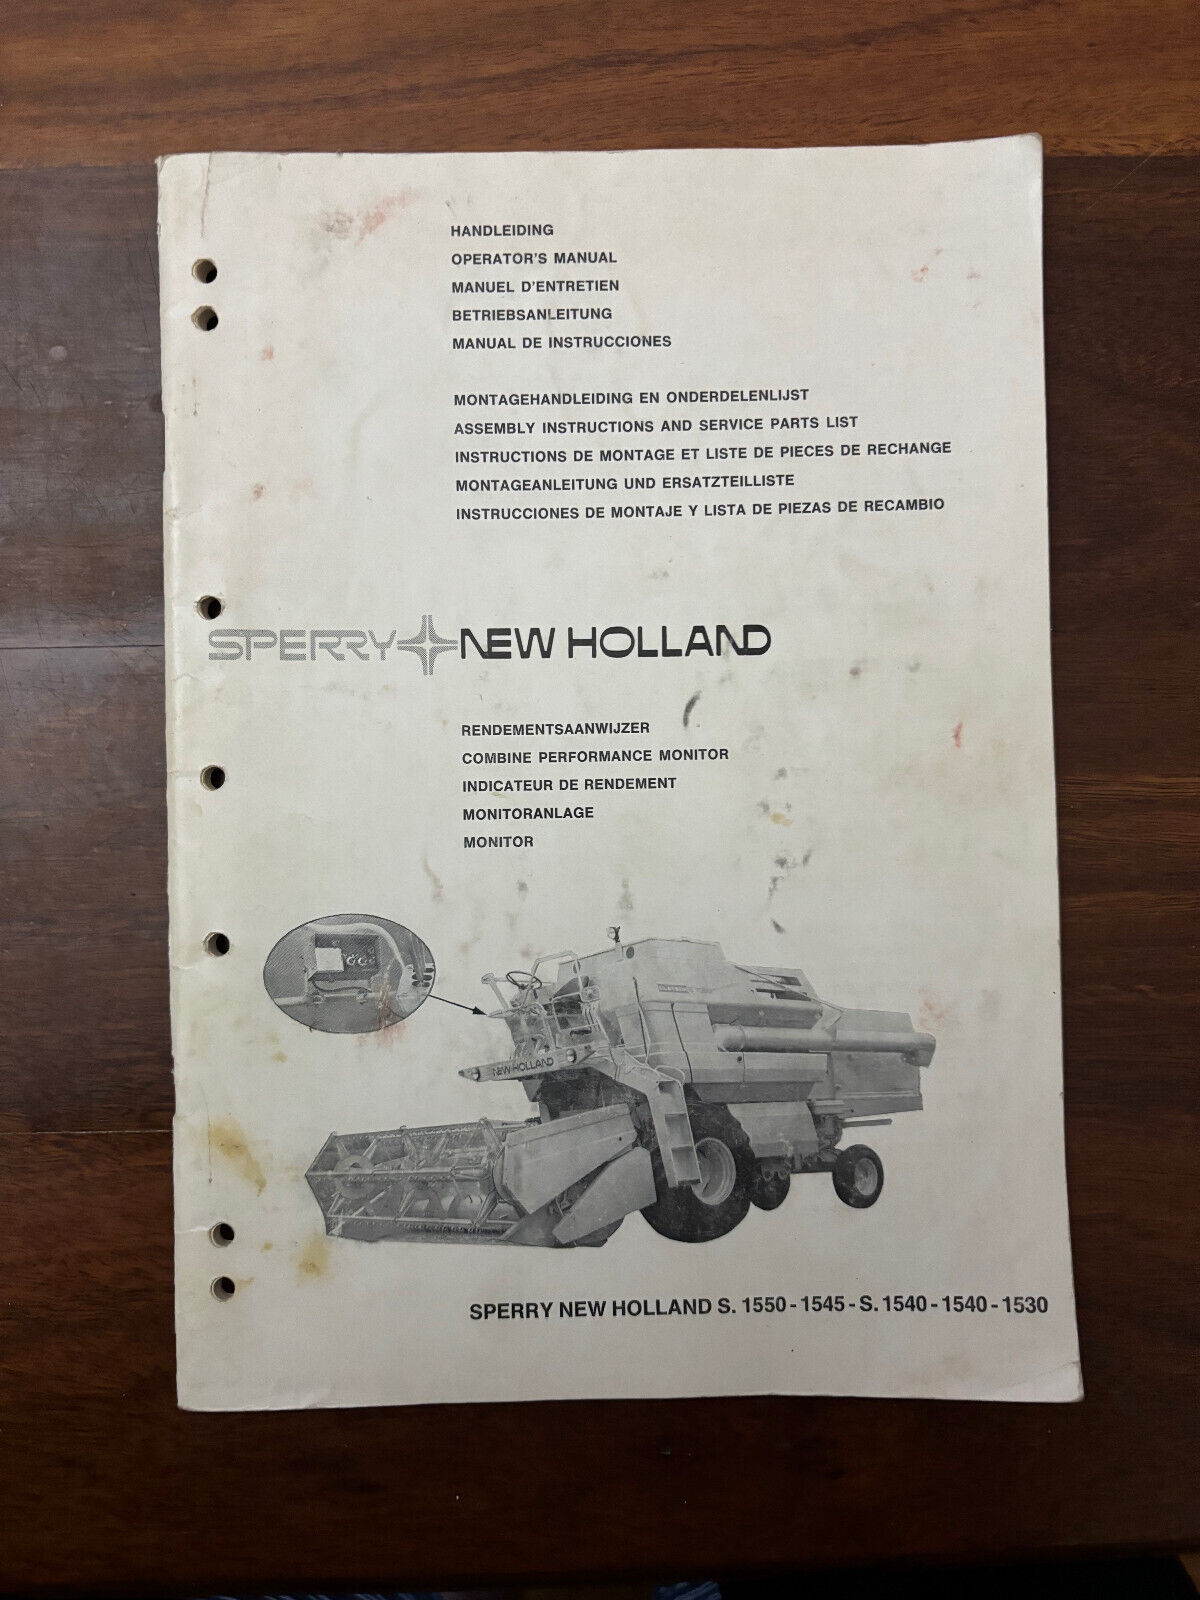 HANDLEIDING
OPERATOR'S MANUAL
MANUEL D'ENTRETIEN
BETRIEBSANLEITUNG
MANUAL DE INSTRUCCIONES
MONTAGEHANDLEIDING EN ONDERDELENLIJST
ASSEMBLY INSTRUCTIONS AND SERVICE PARTS LIST
INSTRUCTIONS DE MONTAGE ET LISTE DE PIECES DE RECHANGE
MONTAGEANLEITUNG UND ERSATZTEILLISTE
INSTRUCCIONES DE MONTAJE Y LISTA DE PIEZAS DE RECAMBIO
SPERRY NEW HOLLAND
RENDEMENTSAANWIJZER
COMBINE PERFORMANCE MONITOR
INDICATEUR DE RENDEMENT
MONITORANLAGE
MONITOR
NEW HOLLAND
SPERRY NEW HOLLAND S. 1550 - 1545 - S. 1540 - 1540 - 1530